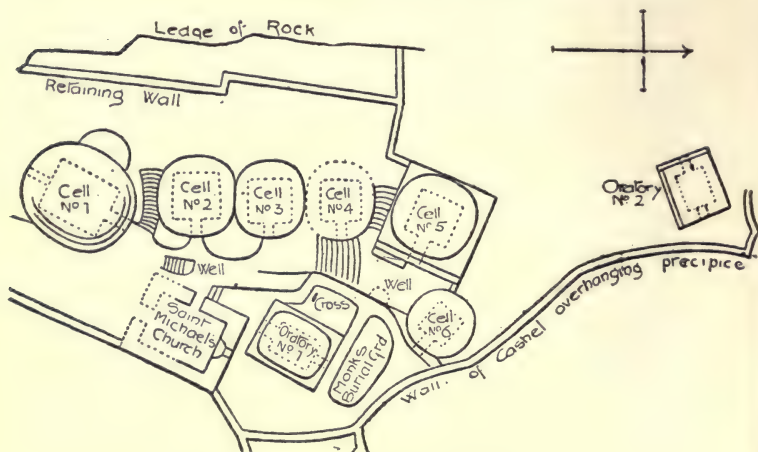 Ledge of Rock
Retaining Wall
Cell
No 1
Cell
No 2
Cell
No 3
Cell
No 4
Cell
No 5
Oratory
No 2
Well
Well
Cross
Cell
No 6
Saint
Michaels
Church
Oratory
No 1
Monks
Burial Grd
Wall of Cashel overhanging precipice